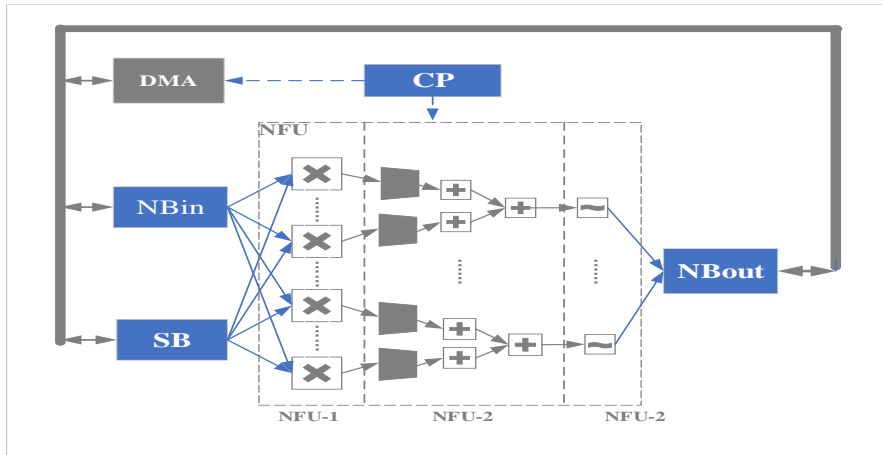 DMA
CP
NFU
NBin
NBout
SB
NFU-1
NFU-2
NFU-2